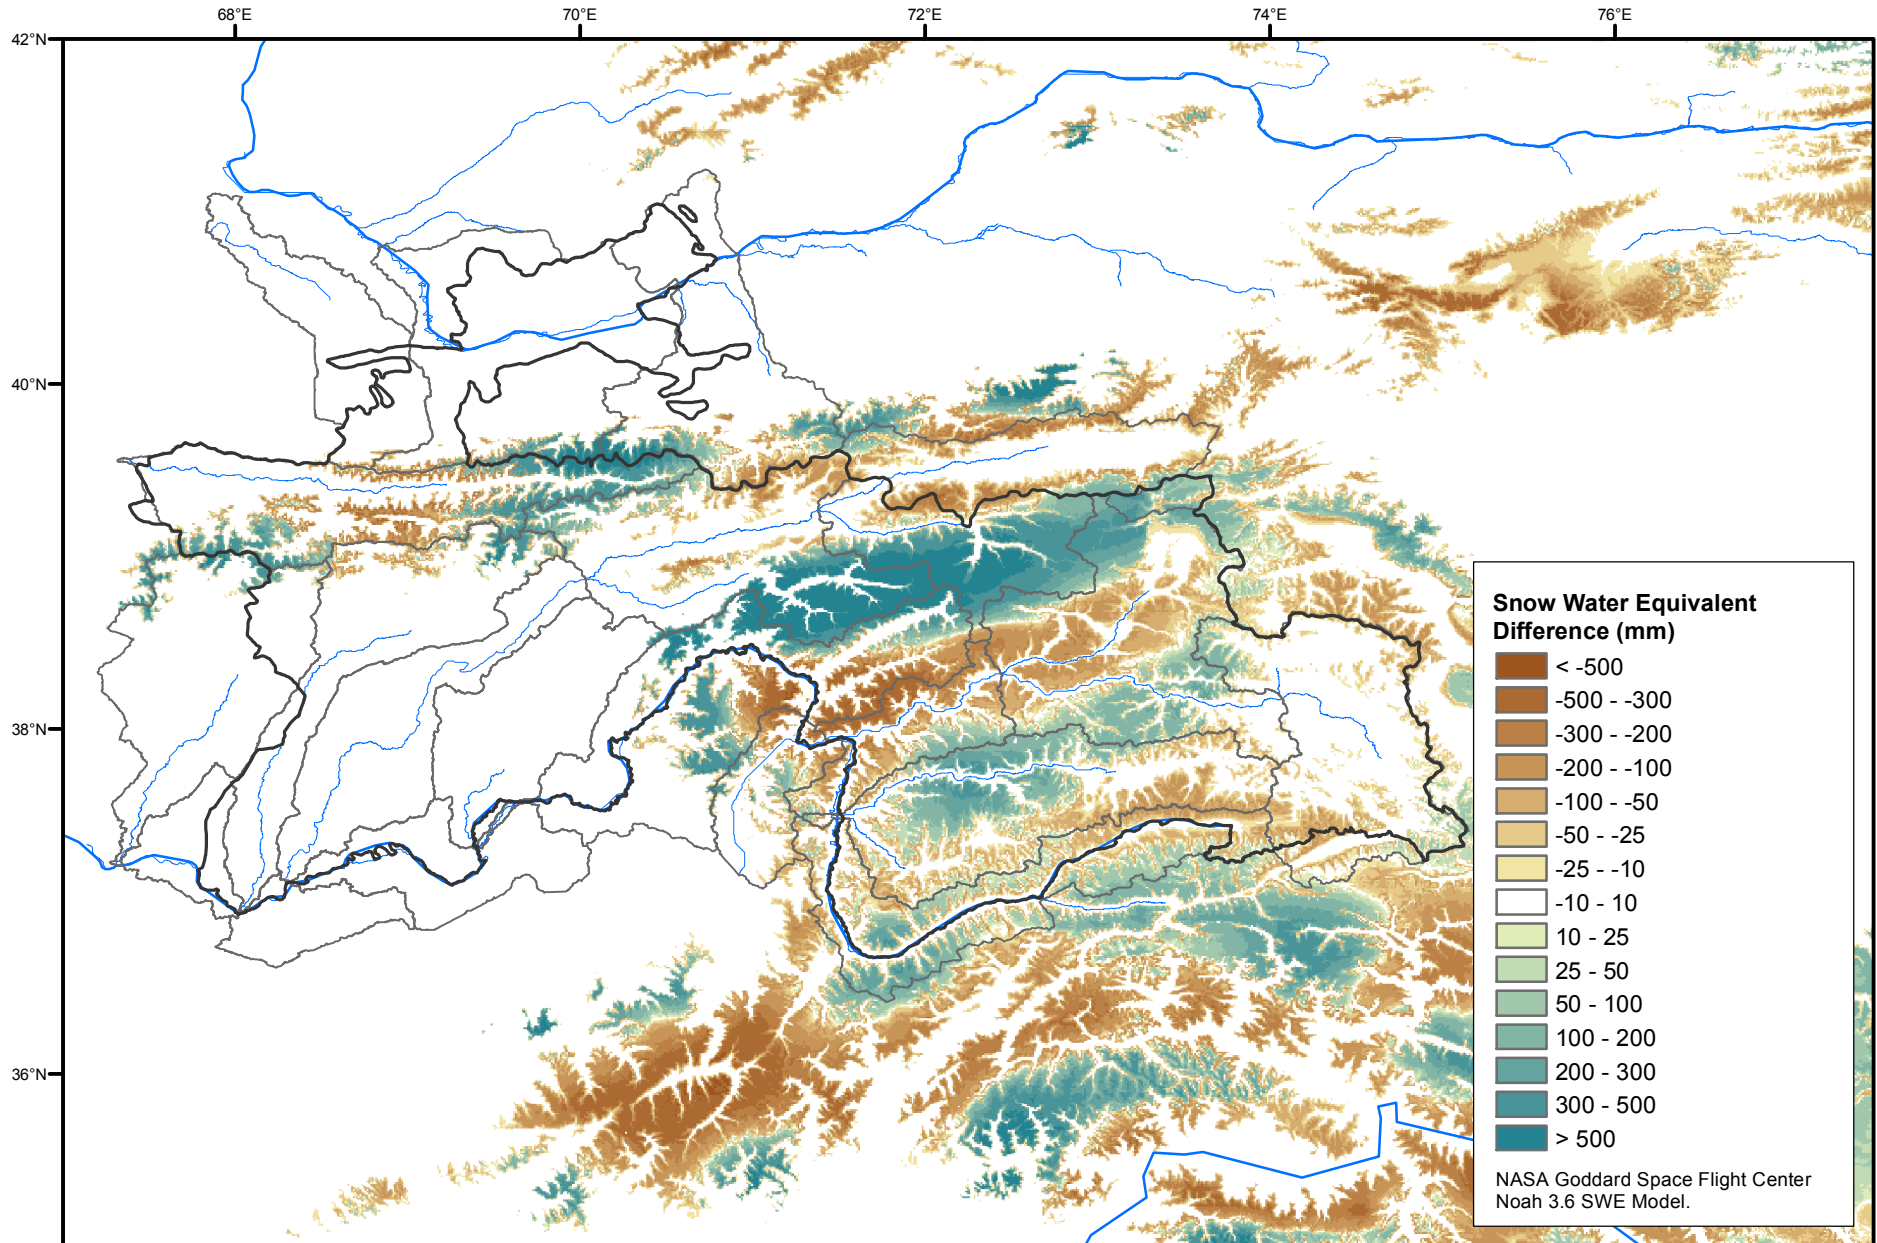 68°E
70°E
72°E
74°E
76°E
42°N
40°N
38°N
36°N
Snow Water Equivalent
Difference (mm)
< -500
-500 - -300
-300 - -200
-200 - -100
-100 - -50
-50 - -25
-25 - -10
-10 - 10
10 - 25
25 - 50
50 - 100
100 - 200
200 - 300
300 - 500
> 500
NASA Goddard Space Flight Center
Noah 3.6 SWE Model.